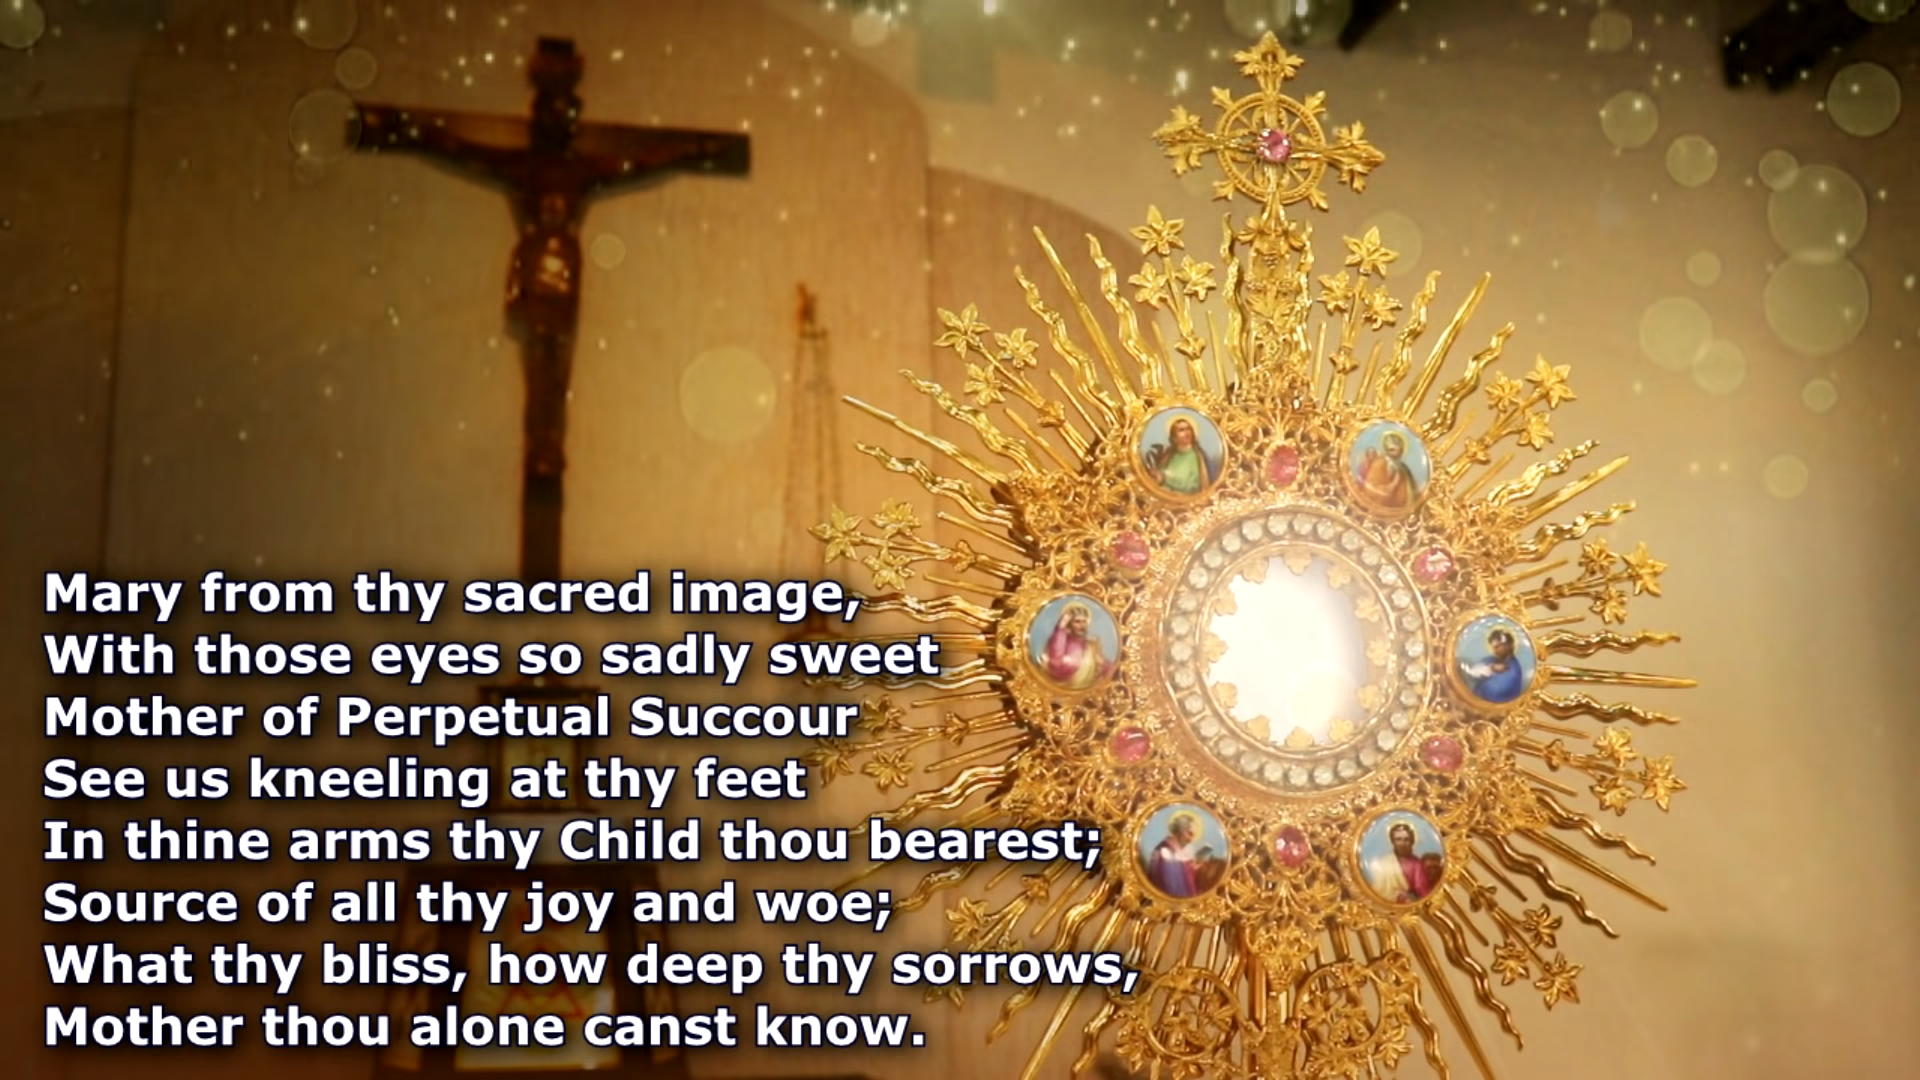 Mary from thy sacred image,
With those eyes so sadly sweet
Mother of Perpetual Succour
See us kneeling at thy feet
In thine arms thy Child thou bearest;
Source of all thy joy and woe;
What thy bliss, how deep thy sorrows,
Mother thou alone canst know.